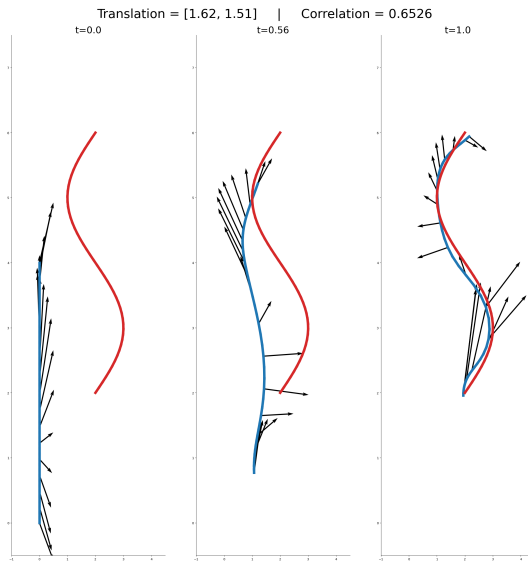 Translation = [1.62, 1.51]     |     Correlation = 0.6526
t=0.0
t=0.56
t=1.0